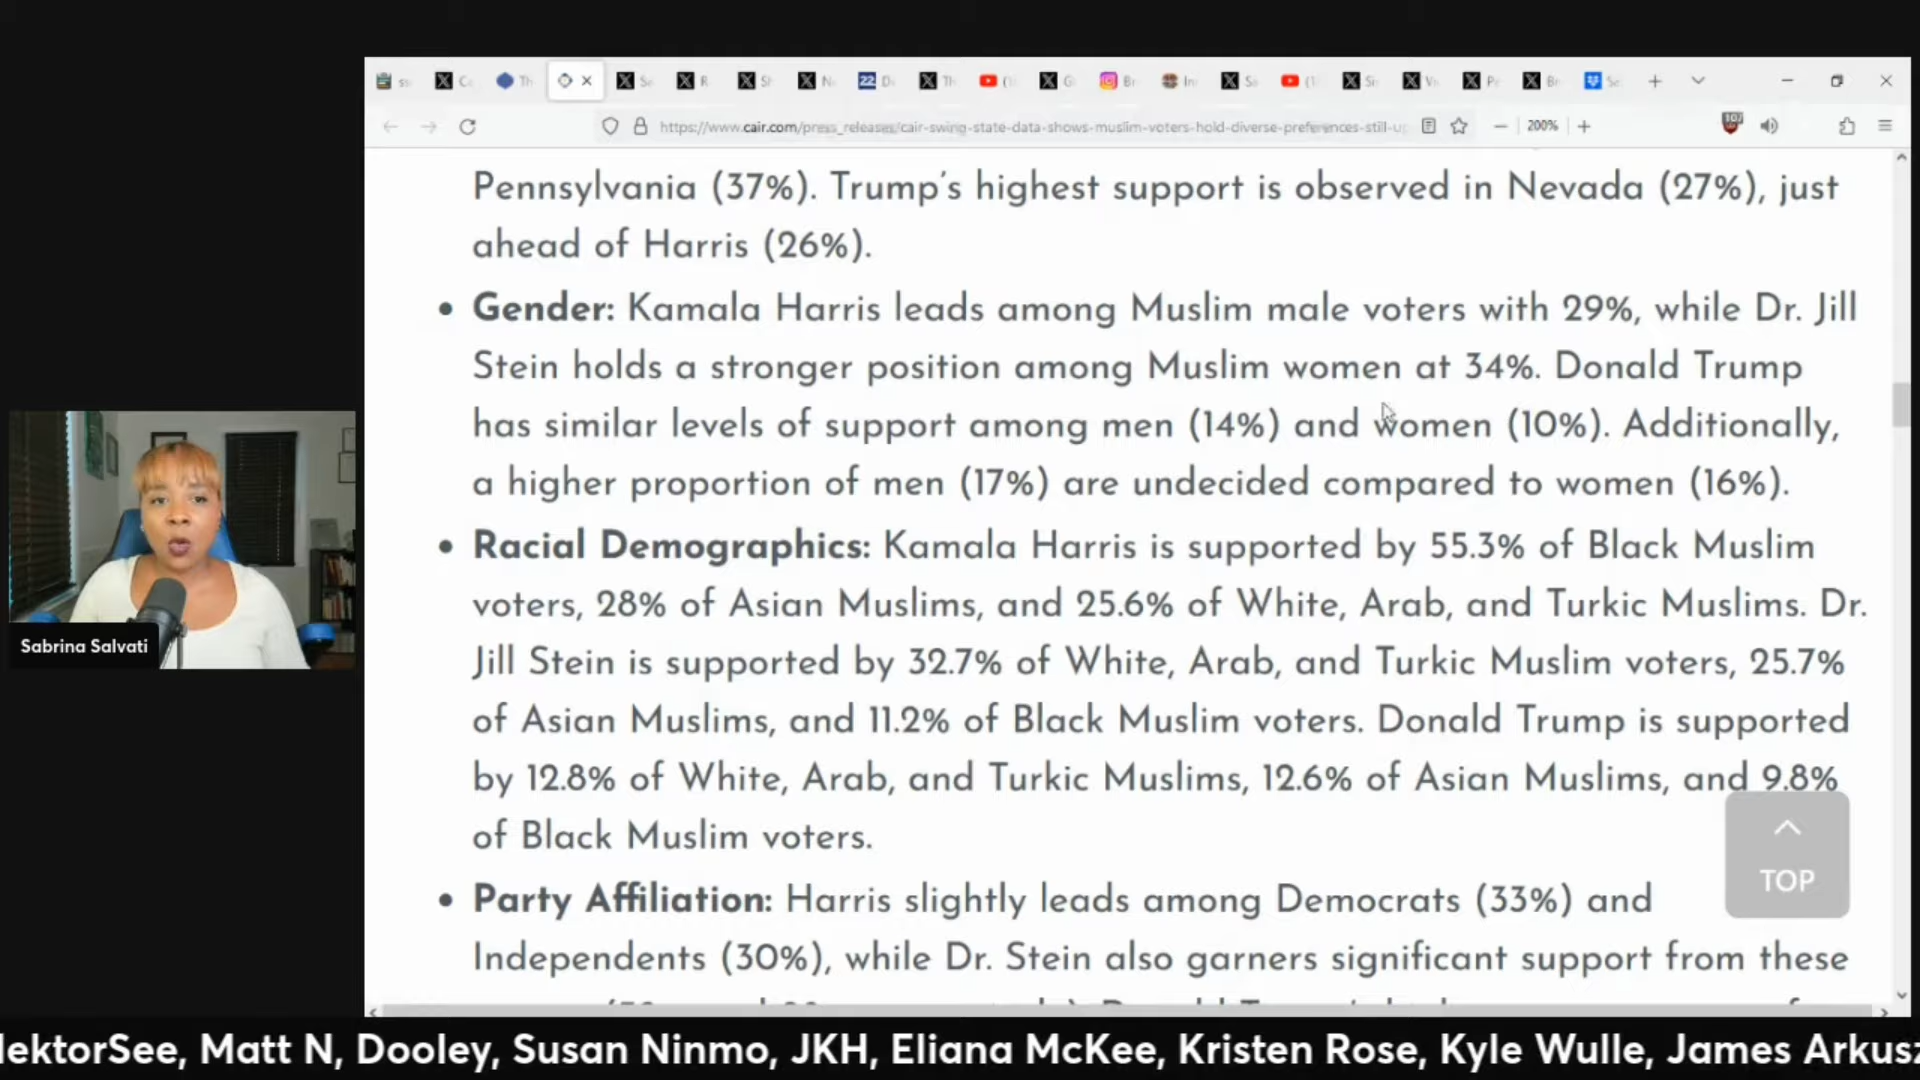 https://www.cair.com/press_releases/cair-swing-state-data-shows-muslim-voters-hold-diverse-preferences-still-u
200%
Pennsylvania (37%). Trump’s highest support is observed in Nevada (27%), just
ahead of Harris (26%).
• Gender: Kamala Harris leads among Muslim male voters with 29%, while Dr. Jill
Stein holds a stronger position among Muslim women at 34%. Donald Trump
has similar levels of support among men (14%) and women (10%). Additionally,
a higher proportion of men (17%) are undecided compared to women (16%).
• Racial Demographics: Kamala Harris is supported by 55.3% of Black Muslim
voters, 28% of Asian Muslims, and 25.6% of White, Arab, and Turkic Muslims. Dr.
Jill Stein is supported by 32.7% of White, Arab, and Turkic Muslim voters, 25.7%
of Asian Muslims, and 11.2% of Black Muslim voters. Donald Trump is supported
by 12.8% of White, Arab, and Turkic Muslims, 12.6% of Asian Muslims, and 9.8%
of Black Muslim voters.
• Party Affiliation: Harris slightly leads among Democrats (33%) and
Independents (30%), while Dr. Stein also garners significant support from these
TOP
Sabrina Salvati
lektorSee, Matt N, Dooley, Susan Ninmo, JKH, Eliana McKee, Kristen Rose, Kyle Wulle, James Arkus